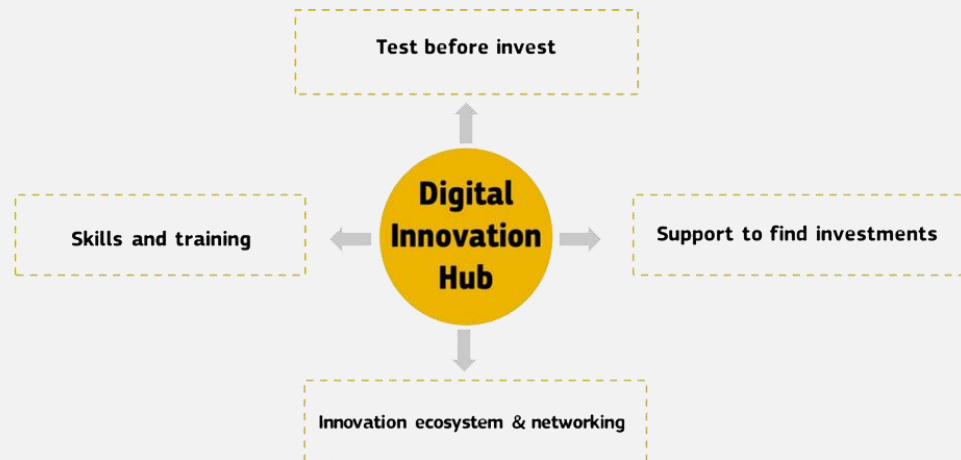 Test before invest
Digital
Innovation
Hub
Skills and training
Support to find investments
Innovation ecosystem & networking